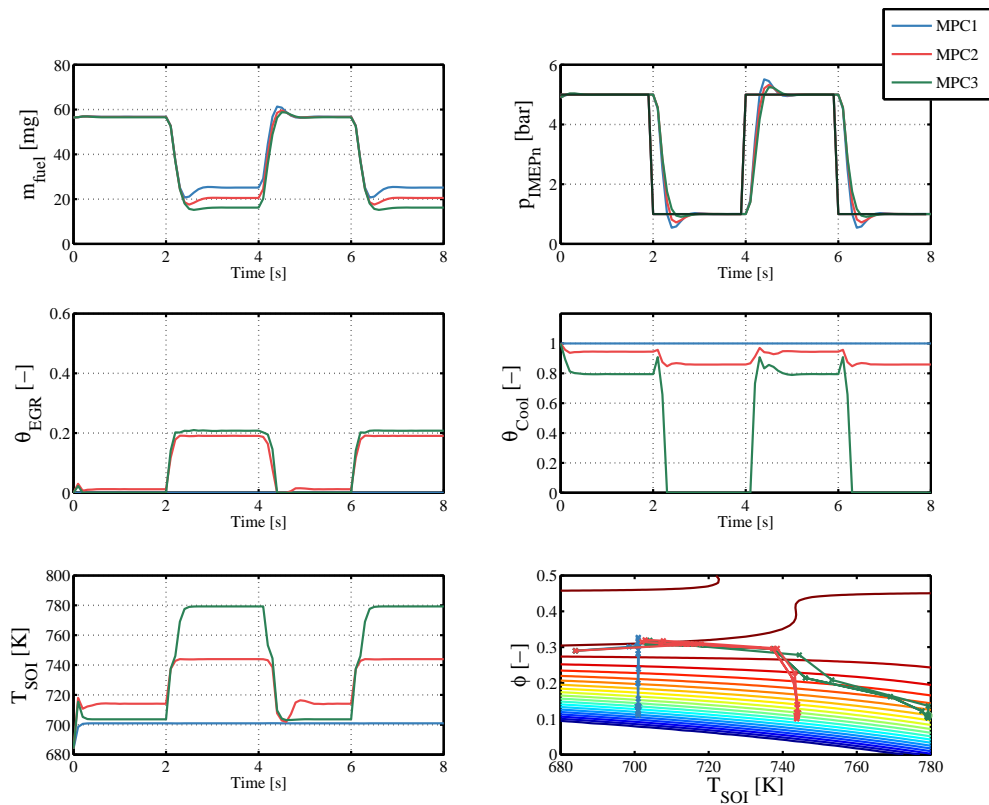 MPC1
MPC2
MPC3
80
60
40
20
0
m_fuel [mg]
0 2 4 6 8
Time [s]
6
4
2
0
p_IMEPn [bar]
0 2 4 6 8
Time [s]
0.6
0.4
0.2
0
θ_EGR [−]
0 2 4 6 8
Time [s]
1
0.8
0.6
0.4
0.2
0
θ_Cool [−]
0 2 4 6 8
Time [s]
800
780
760
740
720
700
680
T_SOI [K]
0 2 4 6 8
Time [s]
0.5
0.4
0.3
0.2
0.1
0
ϕ [−]
680 700 720 740 760 780
T_SOI [K]